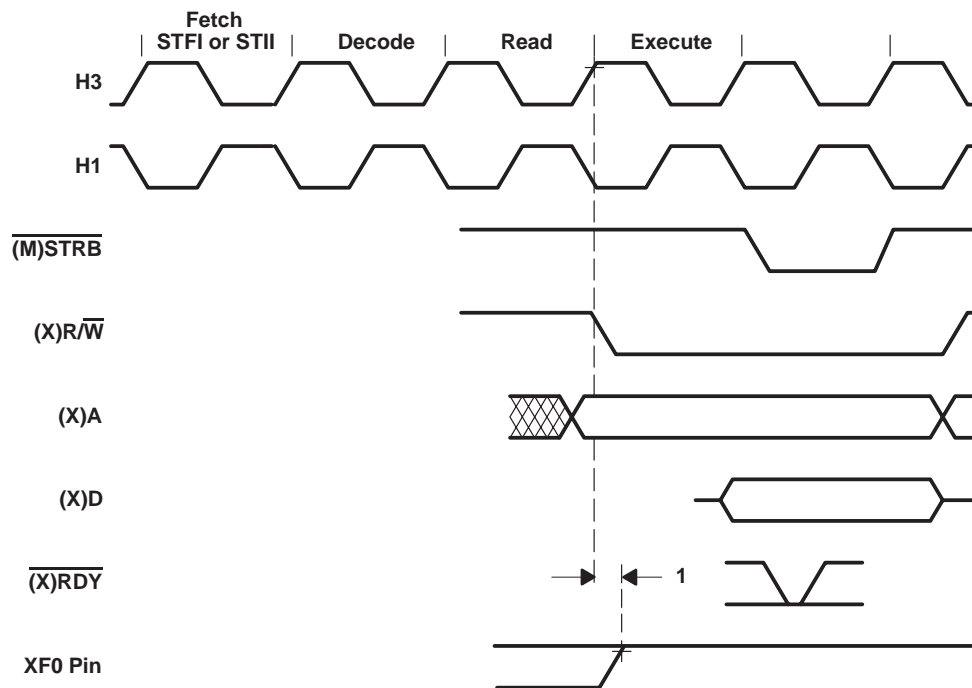 Fetch
STFI or STII
Decode
Read
Execute
H3
H1
(M)STRB
(X)R/W
(X)A
(X)D
(X)RDY
1
XF0 Pin